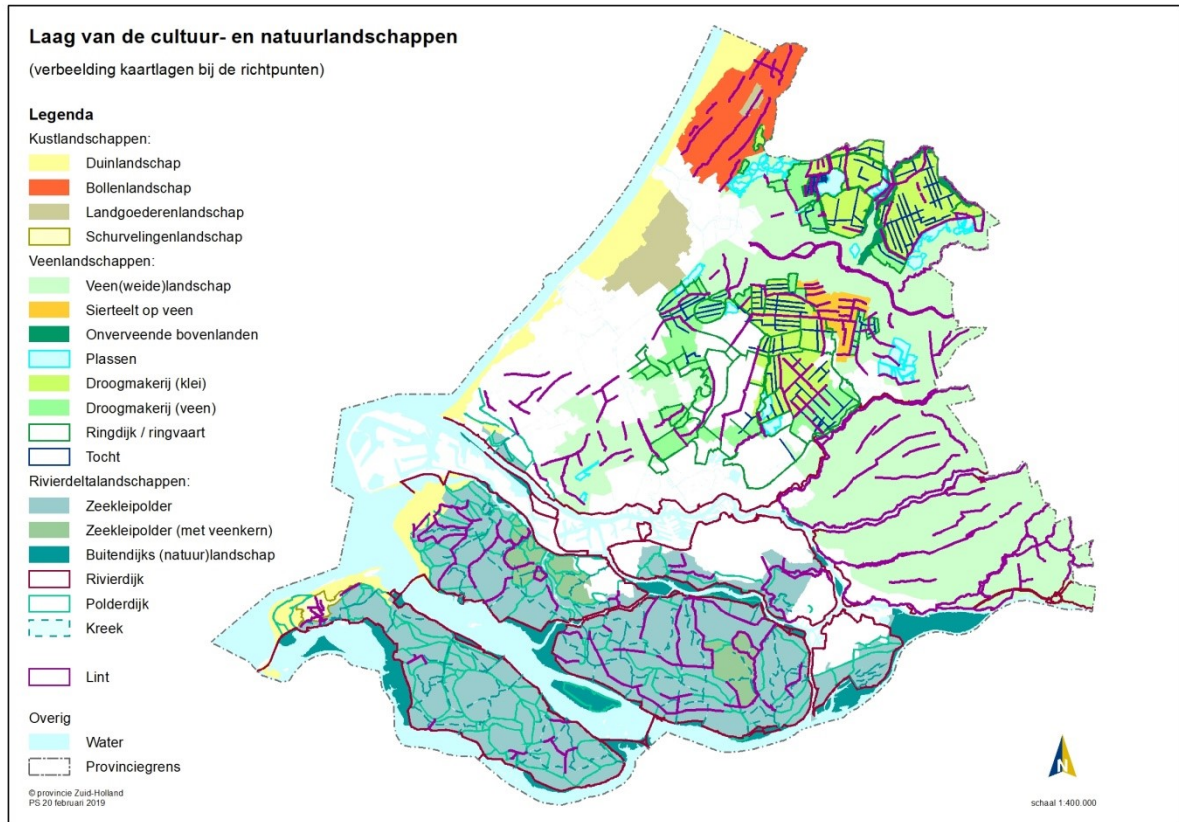 Laag van de cultuur- en natuurlandschappen
(verbeelding kaartlagen bij de richtpunten)
Legenda
Kustlandschappen:
Duinlandschap
Bollenlandschap
Landgoederenlandschap
Schurvelingenlandschap
Veenlandschappen:
Veen(weide)landschap
Sierteelt op veen
Onverveende bovenlanden
Plassen
Droogmakerij (klei)
Droogmakerij (veen)
Ringdijk / ringvaart
Tocht
Rivierdeltalandschappen:
Zeekleipolder
Zeekleipolder (met veenkern)
Buitendijks (natuur)landschap
Rivierdijk
Polderdijk
Kreek
Lint
Overig
Water
Provinciegrens
© provincie Zuid-Holland
PS 20 februari 2019
N
schaal 1:400.000